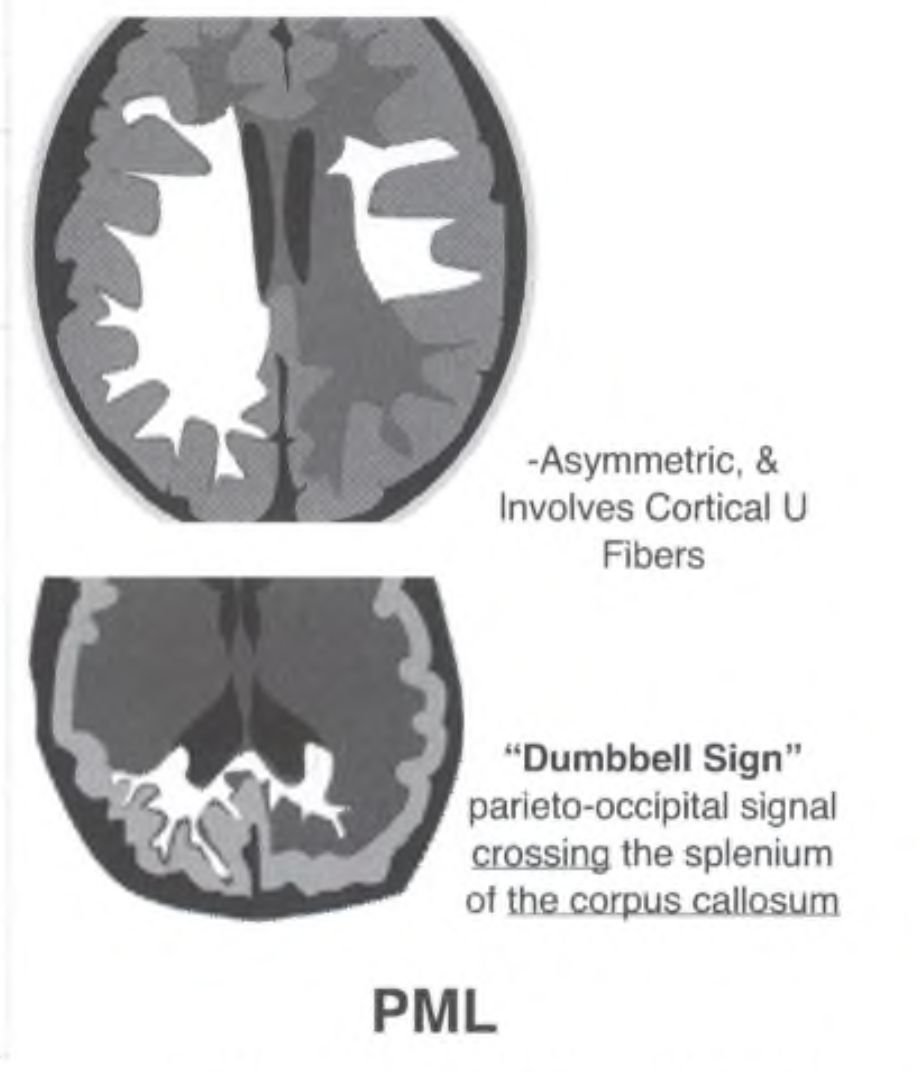 -Asymmetric, &
Involves Cortical U
Fibers
“Dumbbell Sign”
parieto-occipital signal
crossing the splenium
of the corpus callosum
PML